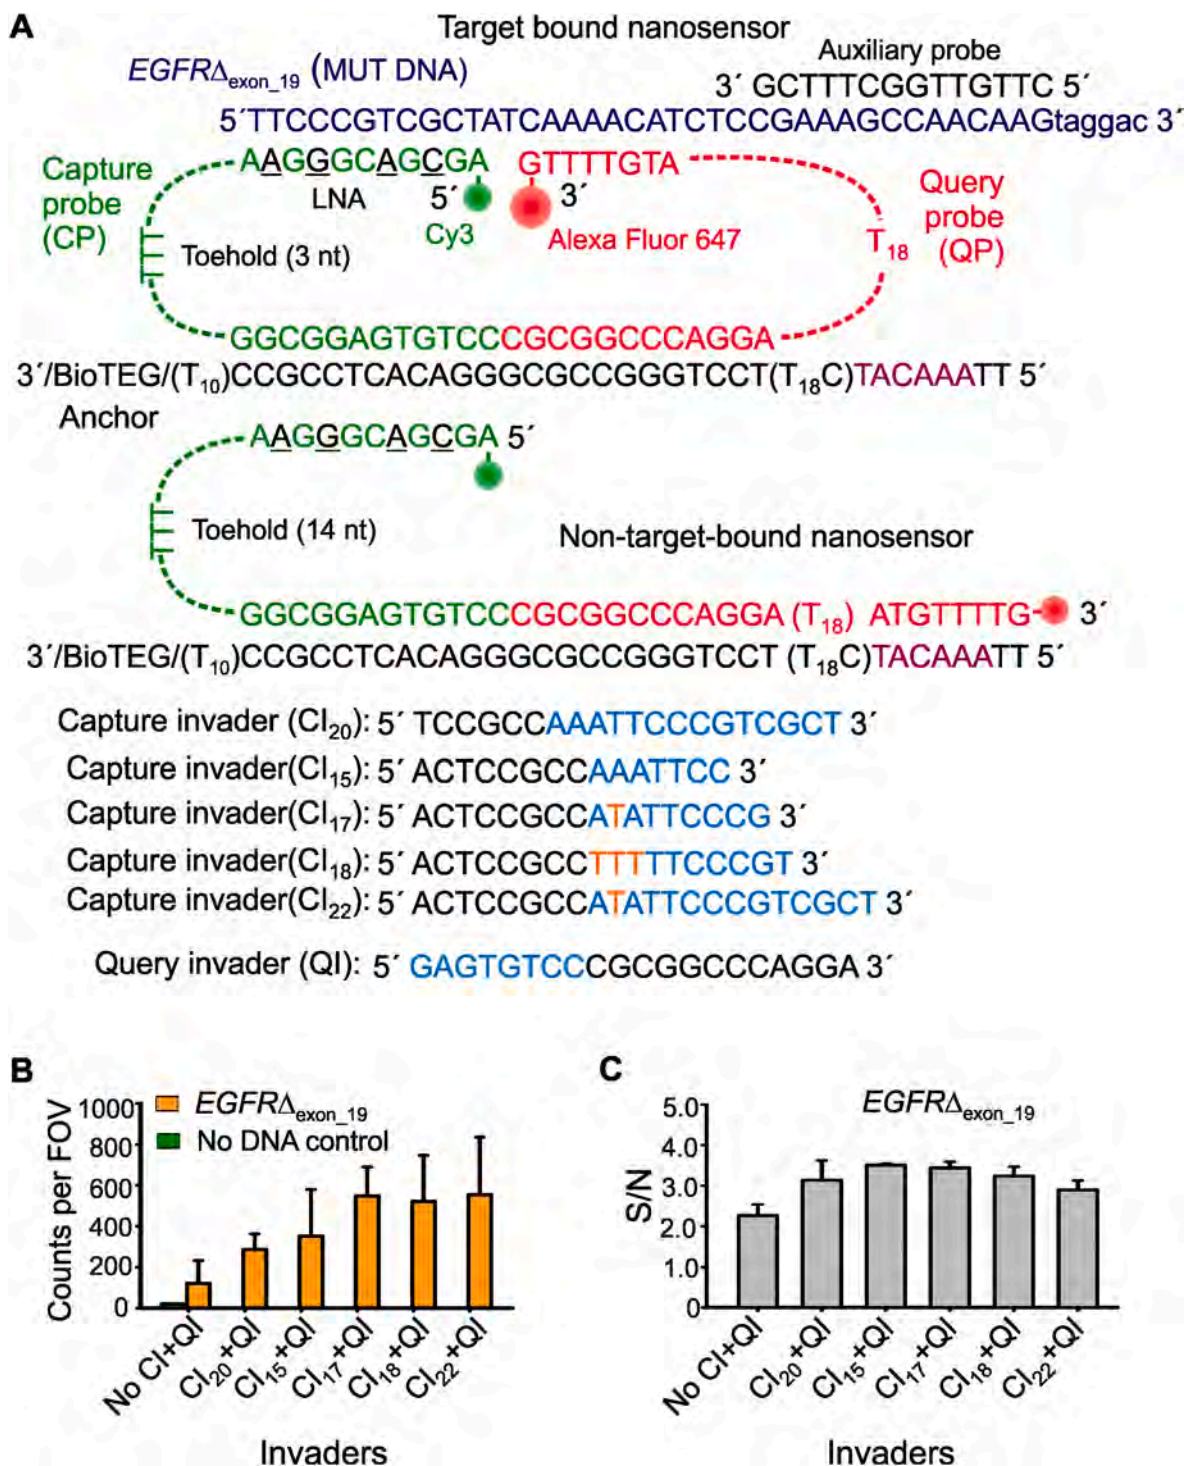 A
Target bound nanosensor
Auxiliary probe
EGFRΔexon_19 (MUT DNA)
3´ GCTTTCGGTTGTTC 5´
5´TTCCCGTCGCTATCAAAACATCTCCGAAAGCCAACAAGtaggac 3´
Capture probe (CP)
AAGGGCAGCGA
GTTTTGTA
LNA
5´
3´
Cy3
Alexa Fluor 647
Query probe (QP)
TTT
Toehold (3 nt)
T18
GGCGGAGTGTCCCGCGGCCCAGGA
3´/BioTEG/(T10)CCGCCTCACAGGGCGCCGGGTCCT(T18C)TACAAATT 5´
Anchor
AAGGGCAGCGA 5´
TTT
Toehold (14 nt)
Non-target-bound nanosensor
GGCGGAGTGTCCCGCGGCCCAGGA (T18) ATGTTTTG 3´
3´/BioTEG/(T10)CCGCCTCACAGGGCGCCGGGTCCT (T18C)TACAAATT 5´
Capture invader (CI20): 5´ TCCGCCAAATTCCCGTCGCT 3´
Capture invader(CI15): 5´ ACTCCGCCAAATTCC 3´
Capture invader(CI17): 5´ ACTCCGCCATATTCCCG 3´
Capture invader(CI18): 5´ ACTCCGCCTTTTTCCCGT 3´
Capture invader(CI22): 5´ ACTCCGCCATATTCCCGTCGCT 3´
Query invader (QI): 5´ GAGTGTCCCGCGGCCCAGGA 3´
B
Counts per FOV
1000
800
600
400
200
0
EGFRΔexon_19
No DNA control
No CI+QI
CI20+QI
CI15+QI
CI17+QI
CI18+QI
CI22+QI
Invaders
C
EGFRΔexon_19
S/N
5.0
4.0
3.0
2.0
1.0
0
No CI+QI
CI20+QI
CI15+QI
CI17+QI
CI18+QI
CI22+QI
Invaders